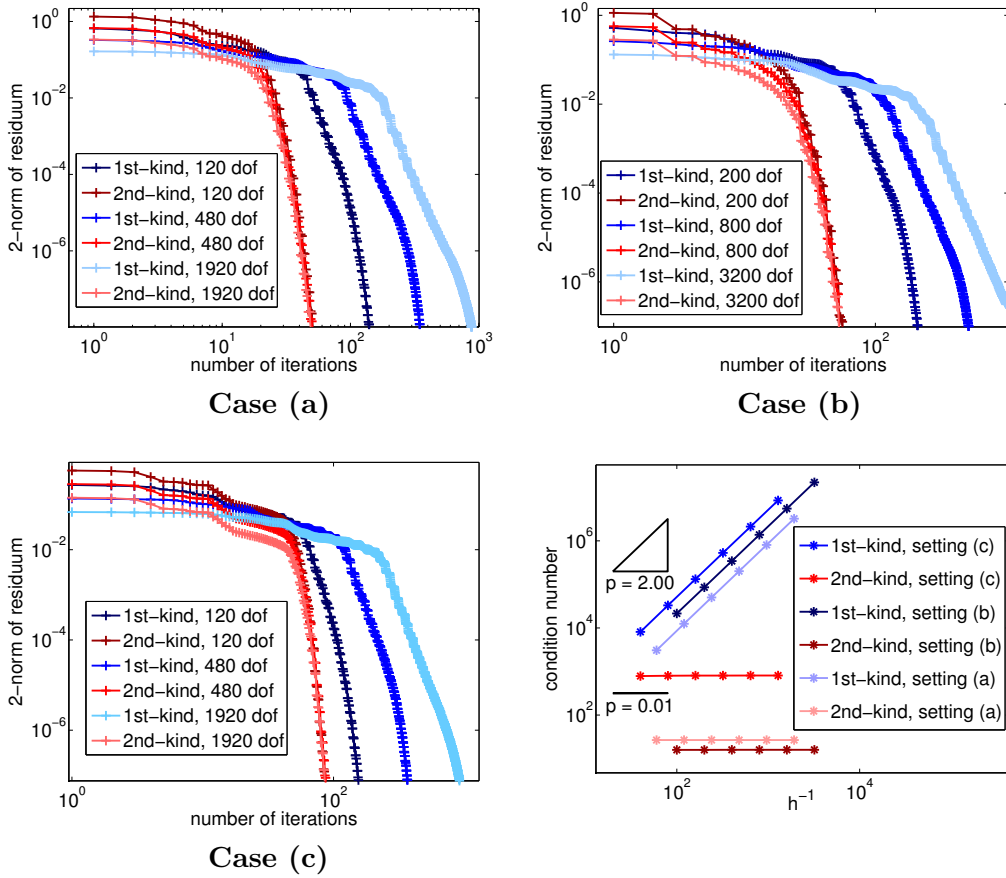 10^0
10^-2
10^-4
10^-6
2-norm of residuum
1st-kind, 120 dof
2nd-kind, 120 dof
1st-kind, 480 dof
2nd-kind, 480 dof
1st-kind, 1920 dof
2nd-kind, 1920 dof
10^0
10^1
10^2
10^3
number of iterations
Case (a)
10^0
10^-2
10^-4
10^-6
2-norm of residuum
1st-kind, 200 dof
2nd-kind, 200 dof
1st-kind, 800 dof
2nd-kind, 800 dof
1st-kind, 3200 dof
2nd-kind, 3200 dof
10^0
10^2
number of iterations
Case (b)
10^-2
10^-4
10^-6
2-norm of residuum
1st-kind, 120 dof
2nd-kind, 120 dof
1st-kind, 480 dof
2nd-kind, 480 dof
1st-kind, 1920 dof
2nd-kind, 1920 dof
10^0
10^2
number of iterations
Case (c)
10^6
10^4
10^2
condition number
p = 2.00
p = 0.01
1st-kind, setting (c)
2nd-kind, setting (c)
1st-kind, setting (b)
2nd-kind, setting (b)
1st-kind, setting (a)
2nd-kind, setting (a)
10^2
h^-1
10^4